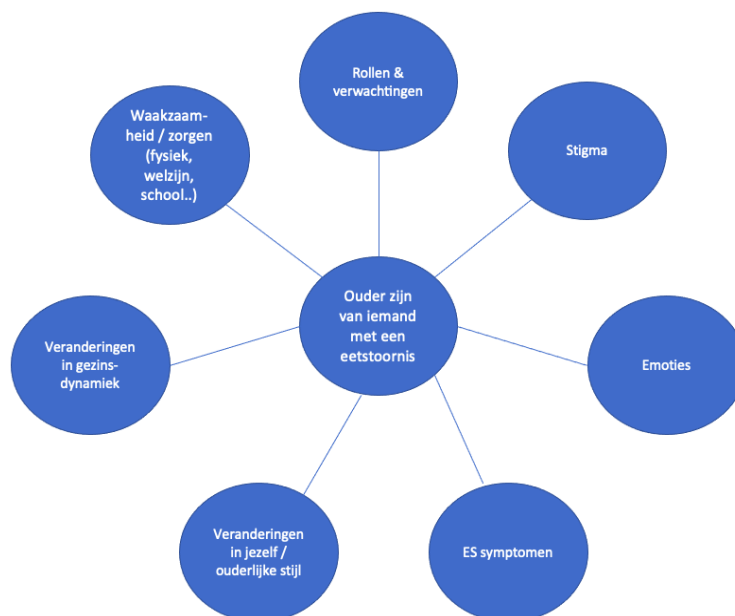 Rollen &
verwachtingen
Waakzaam-
heid / zorgen
(fysiek,
welzijn,
school..)
Stigma
Ouder zijn
van iemand
met een
eetstoornis
Veranderingen
in gezins-
dynamiek
Emoties
Veranderingen
in jezelf /
ouderlijke stijl
ES symptomen